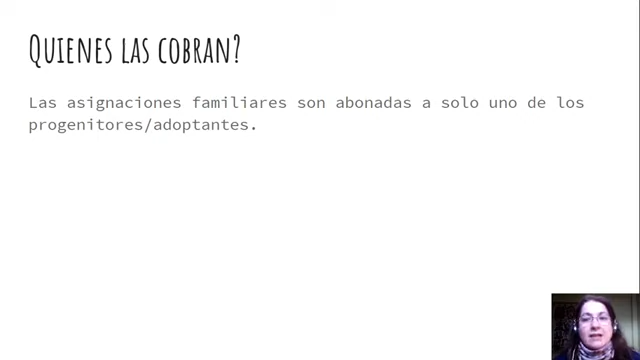 Quienes las cobran?
Las asignaciones familiares son abonadas a solo uno de los
progenitores/adoptantes.